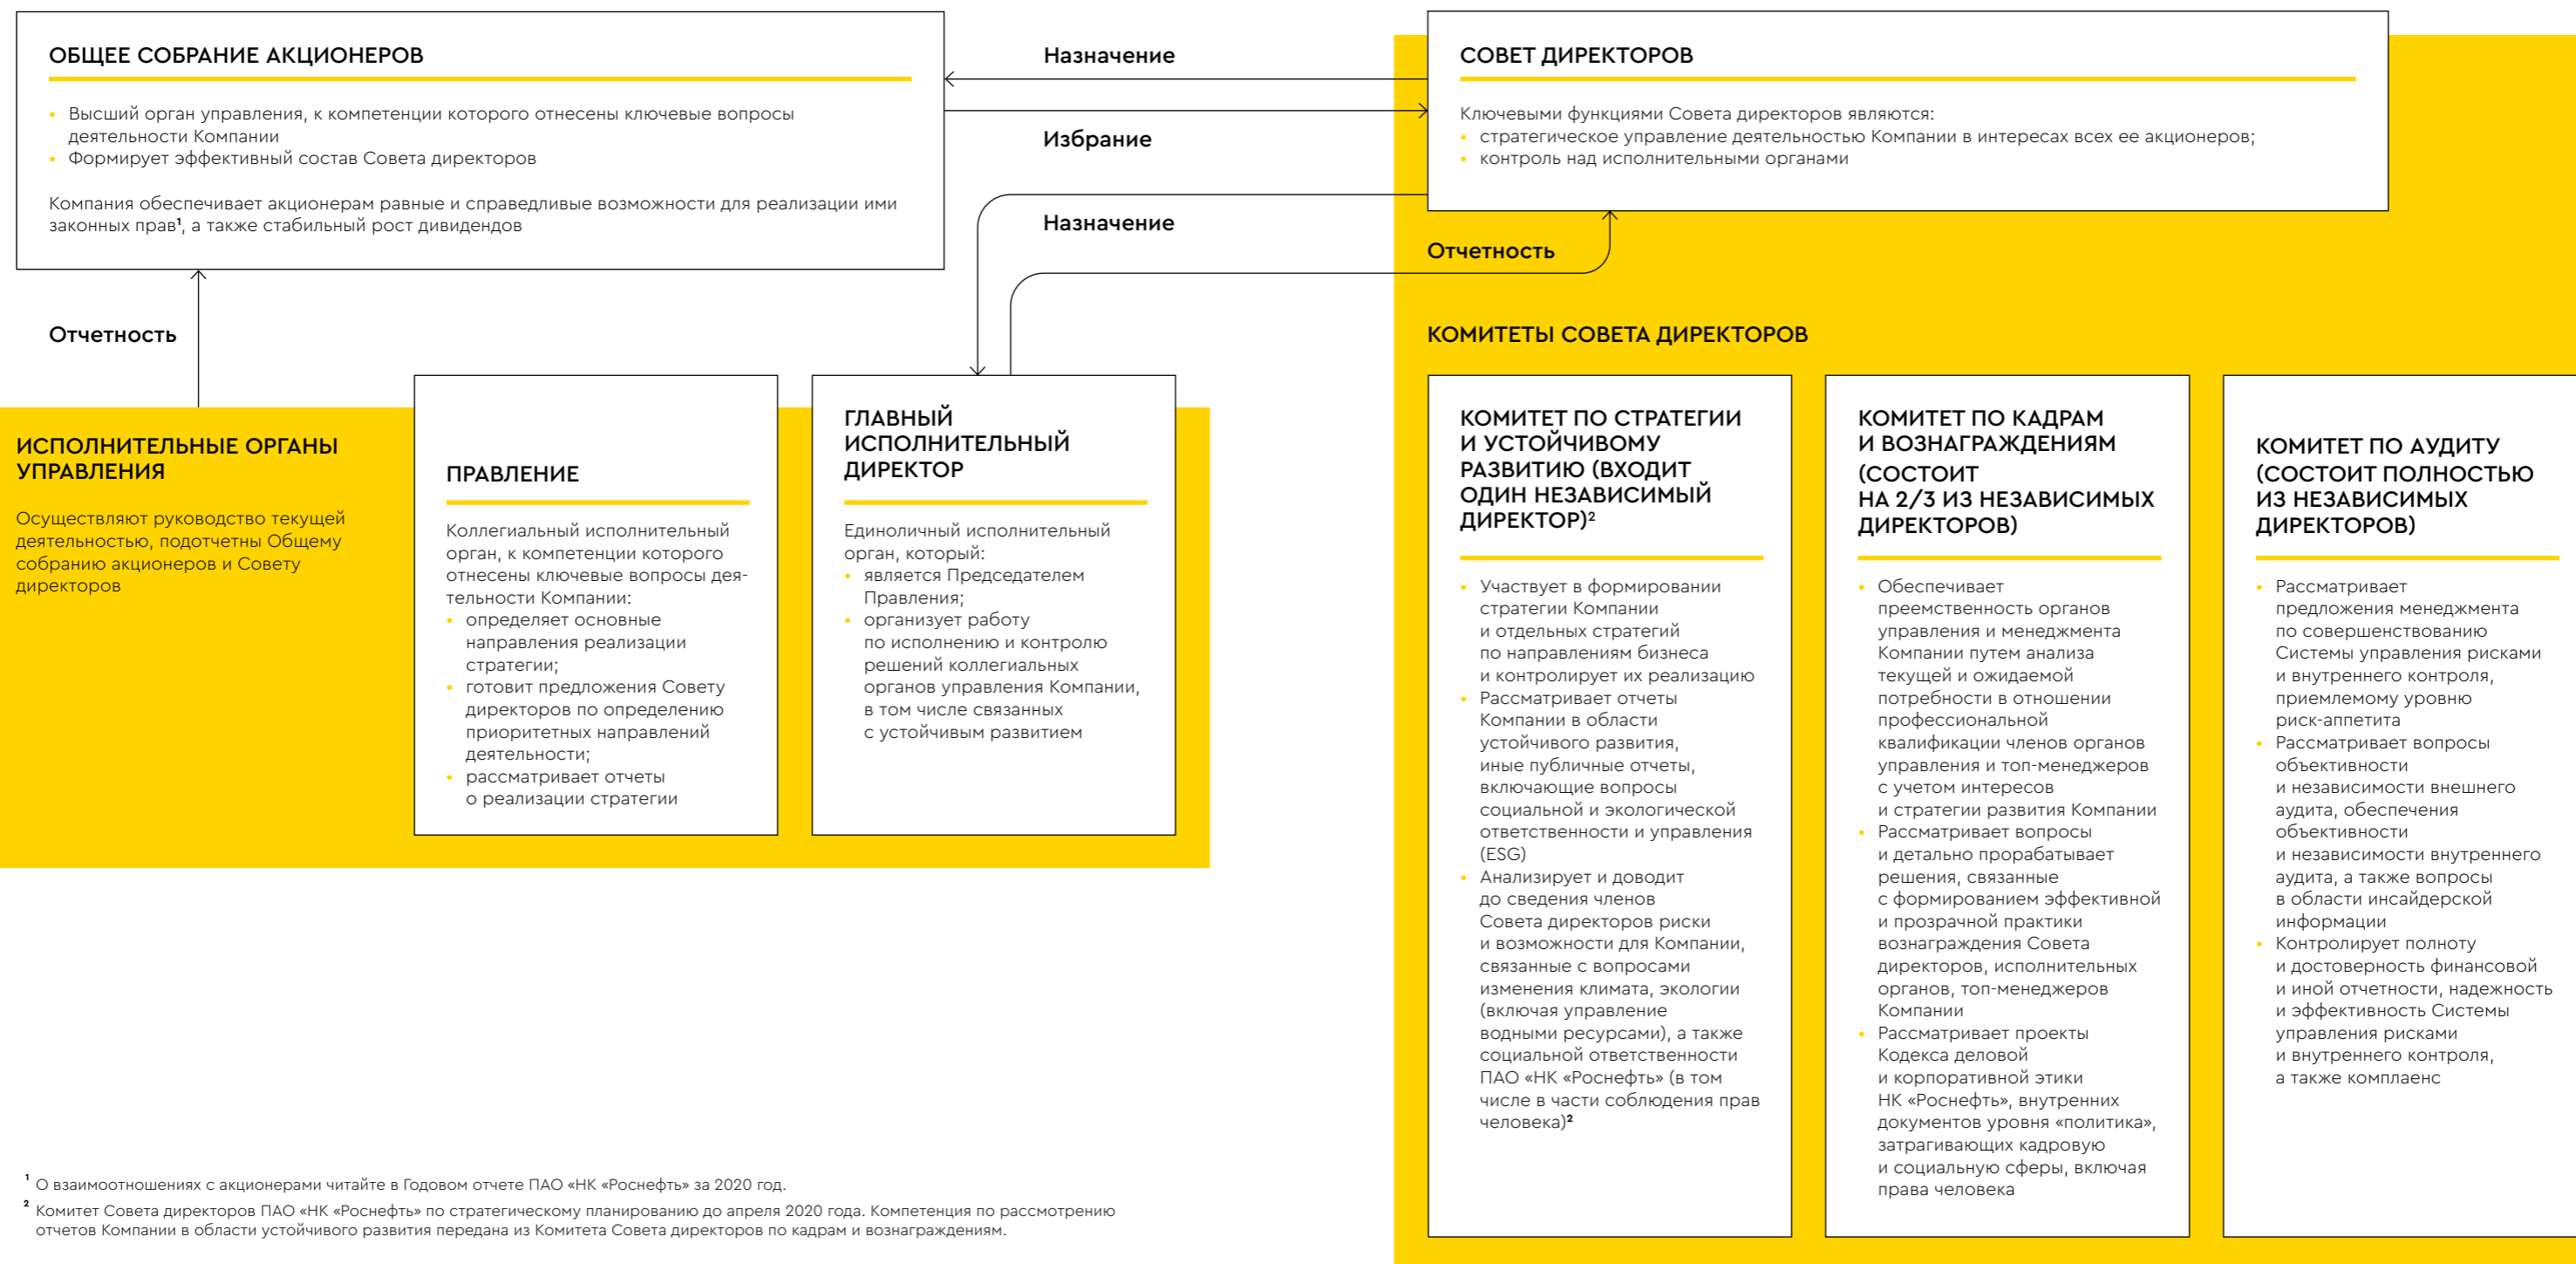 ОБЩЕЕ СОБРАНИЕ АКЦИОНЕРОВ
• Высший орган управления, к компетенции которого отнесены ключевые вопросы
деятельности Компании
• Формирует эффективный состав Совета директоров
Компания обеспечивает акционерам равные и справедливые возможности для реализации ими
законных прав¹, а также стабильный рост дивидендов
Назначение
Избрание
Назначение
Отчетность
СОВЕТ ДИРЕКТОРОВ
Ключевыми функциями Совета директоров являются:
• стратегическое управление деятельностью Компании в интересах всех ее акционеров;
• контроль над исполнительными органами
Отчетность
ИСПОЛНИТЕЛЬНЫЕ ОРГАНЫ
УПРАВЛЕНИЯ
Осуществляют руководство текущей
деятельностью, подотчетны Общему
собранию акционеров и Совету
директоров
ПРАВЛЕНИЕ
Коллегиальный исполнительный
орган, к компетенции которого
отнесены ключевые вопросы дея-
тельности Компании:
• определяет основные
направления реализации
стратегии;
• готовит предложения Совету
директоров по определению
приоритетных направлений
деятельности;
• рассматривает отчеты
о реализации стратегии
ГЛАВНЫЙ
ИСПОЛНИТЕЛЬНЫЙ
ДИРЕКТОР
Единоличный исполнительный
орган, который:
• является Председателем
Правления;
• организует работу
по исполнению и контролю
решений коллегиальных
органов управления Компании,
в том числе связанных
с устойчивым развитием
КОМИТЕТЫ СОВЕТА ДИРЕКТОРОВ
КОМИТЕТ ПО СТРАТЕГИИ
И УСТОЙЧИВОМУ
РАЗВИТИЮ (ВХОДИТ
ОДИН НЕЗАВИСИМЫЙ
ДИРЕКТОР)²
• Участвует в формировании
стратегии Компании
и отдельных стратегий
по направлениям бизнеса
и контролирует их реализацию
• Рассматривает отчеты
Компании в области
устойчивого развития,
иные публичные отчеты,
включающие вопросы
социальной и экологической
ответственности и управления
(ESG)
• Анализирует и доводит
до сведения членов
Совета директоров риски
и возможности для Компании,
связанные с вопросами
изменения климата, экологии
(включая управление
водными ресурсами), а также
социальной ответственности
ПАО «НК «Роснефть» (в том
числе в части соблюдения прав
человека)²
КОМИТЕТ ПО КАДРАМ
И ВОЗНАГРАЖДЕНИЯМ
(СОСТОИТ
НА 2/3 ИЗ НЕЗАВИСИМЫХ
ДИРЕКТОРОВ)
• Обеспечивает
преемственность органов
управления и менеджмента
Компании путем анализа
текущей и ожидаемой
потребности в отношении
профессиональной
квалификации членов органов
управления и топ-менеджеров
с учетом интересов
и стратегии развития Компании
• Рассматривает вопросы
и детально прорабатывает
решения, связанные
с формированием эффективной
и прозрачной практики
вознаграждения Совета
директоров, исполнительных
органов, топ-менеджеров
Компании
• Рассматривает проекты
Кодекса деловой
и корпоративной этики
НК «Роснефть», внутренних
документов уровня «политика»,
затрагивающих кадровую
и социальную сферы, включая
права человека
КОМИТЕТ ПО АУДИТУ
(СОСТОИТ ПОЛНОСТЬЮ
ИЗ НЕЗАВИСИМЫХ
ДИРЕКТОРОВ)
• Рассматривает
предложения менеджмента
по совершенствованию
Системы управления рисками
и внутреннего контроля,
приемлемому уровню
риск-аппетита
• Рассматривает вопросы
объективности
и независимости внешнего
аудита, обеспечения
объективности
и независимости внутреннего
аудита, а также вопросы
в области инсайдерской
информации
• Контролирует полноту
и достоверность финансовой
и иной отчетности, надежность
и эффективность Системы
управления рисками
и внутреннего контроля,
а также комплаенс
¹ О взаимоотношениях с акционерами читайте в Годовом отчете ПАО «НК «Роснефть» за 2020 год.
² Комитет Совета директоров ПАО «НК «Роснефть» по стратегическому планированию до апреля 2020 года. Компетенция по рассмотрению
отчетов Компании в области устойчивого развития передана из Комитета Совета директоров по кадрам и вознаграждениям.